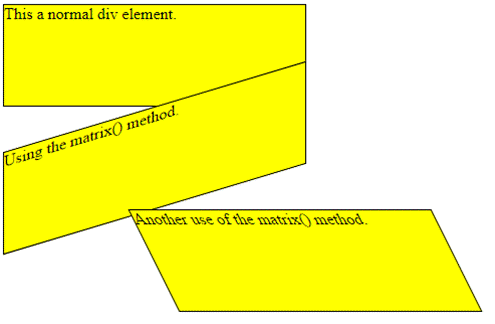 This a normal div element.
Using the matrix() method.
Another use of the matrix() method.